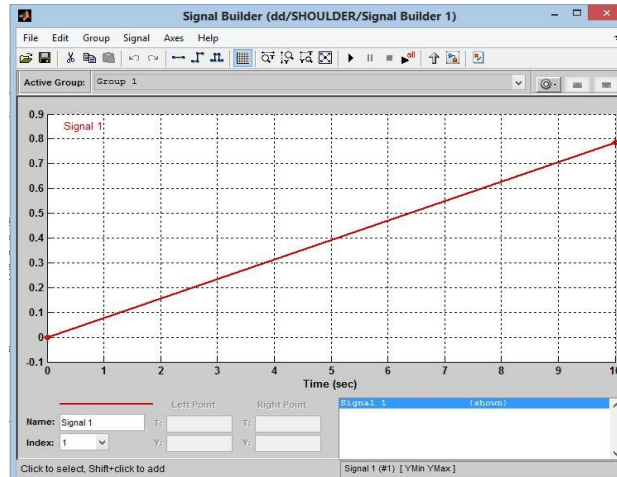 Signal Builder (dd/SHOULDER/Signal Builder 1)
File Edit Group Signal Axes Help
all
Active Group: Group 1
Signal 1
0.9
0.8
0.7
0.6
0.5
0.4
0.3
0.2
0.1
0
-0.1
0 1 2 3 4 5 6 7 8 9 10
Time (sec)
Left Point Right Point
Name: Signal 1 T: T:
Index: 1 Y: Y:
Signal 1 (shown)
Click to select, Shift+click to add
Signal 1 (#1) [ YMin YMax ]